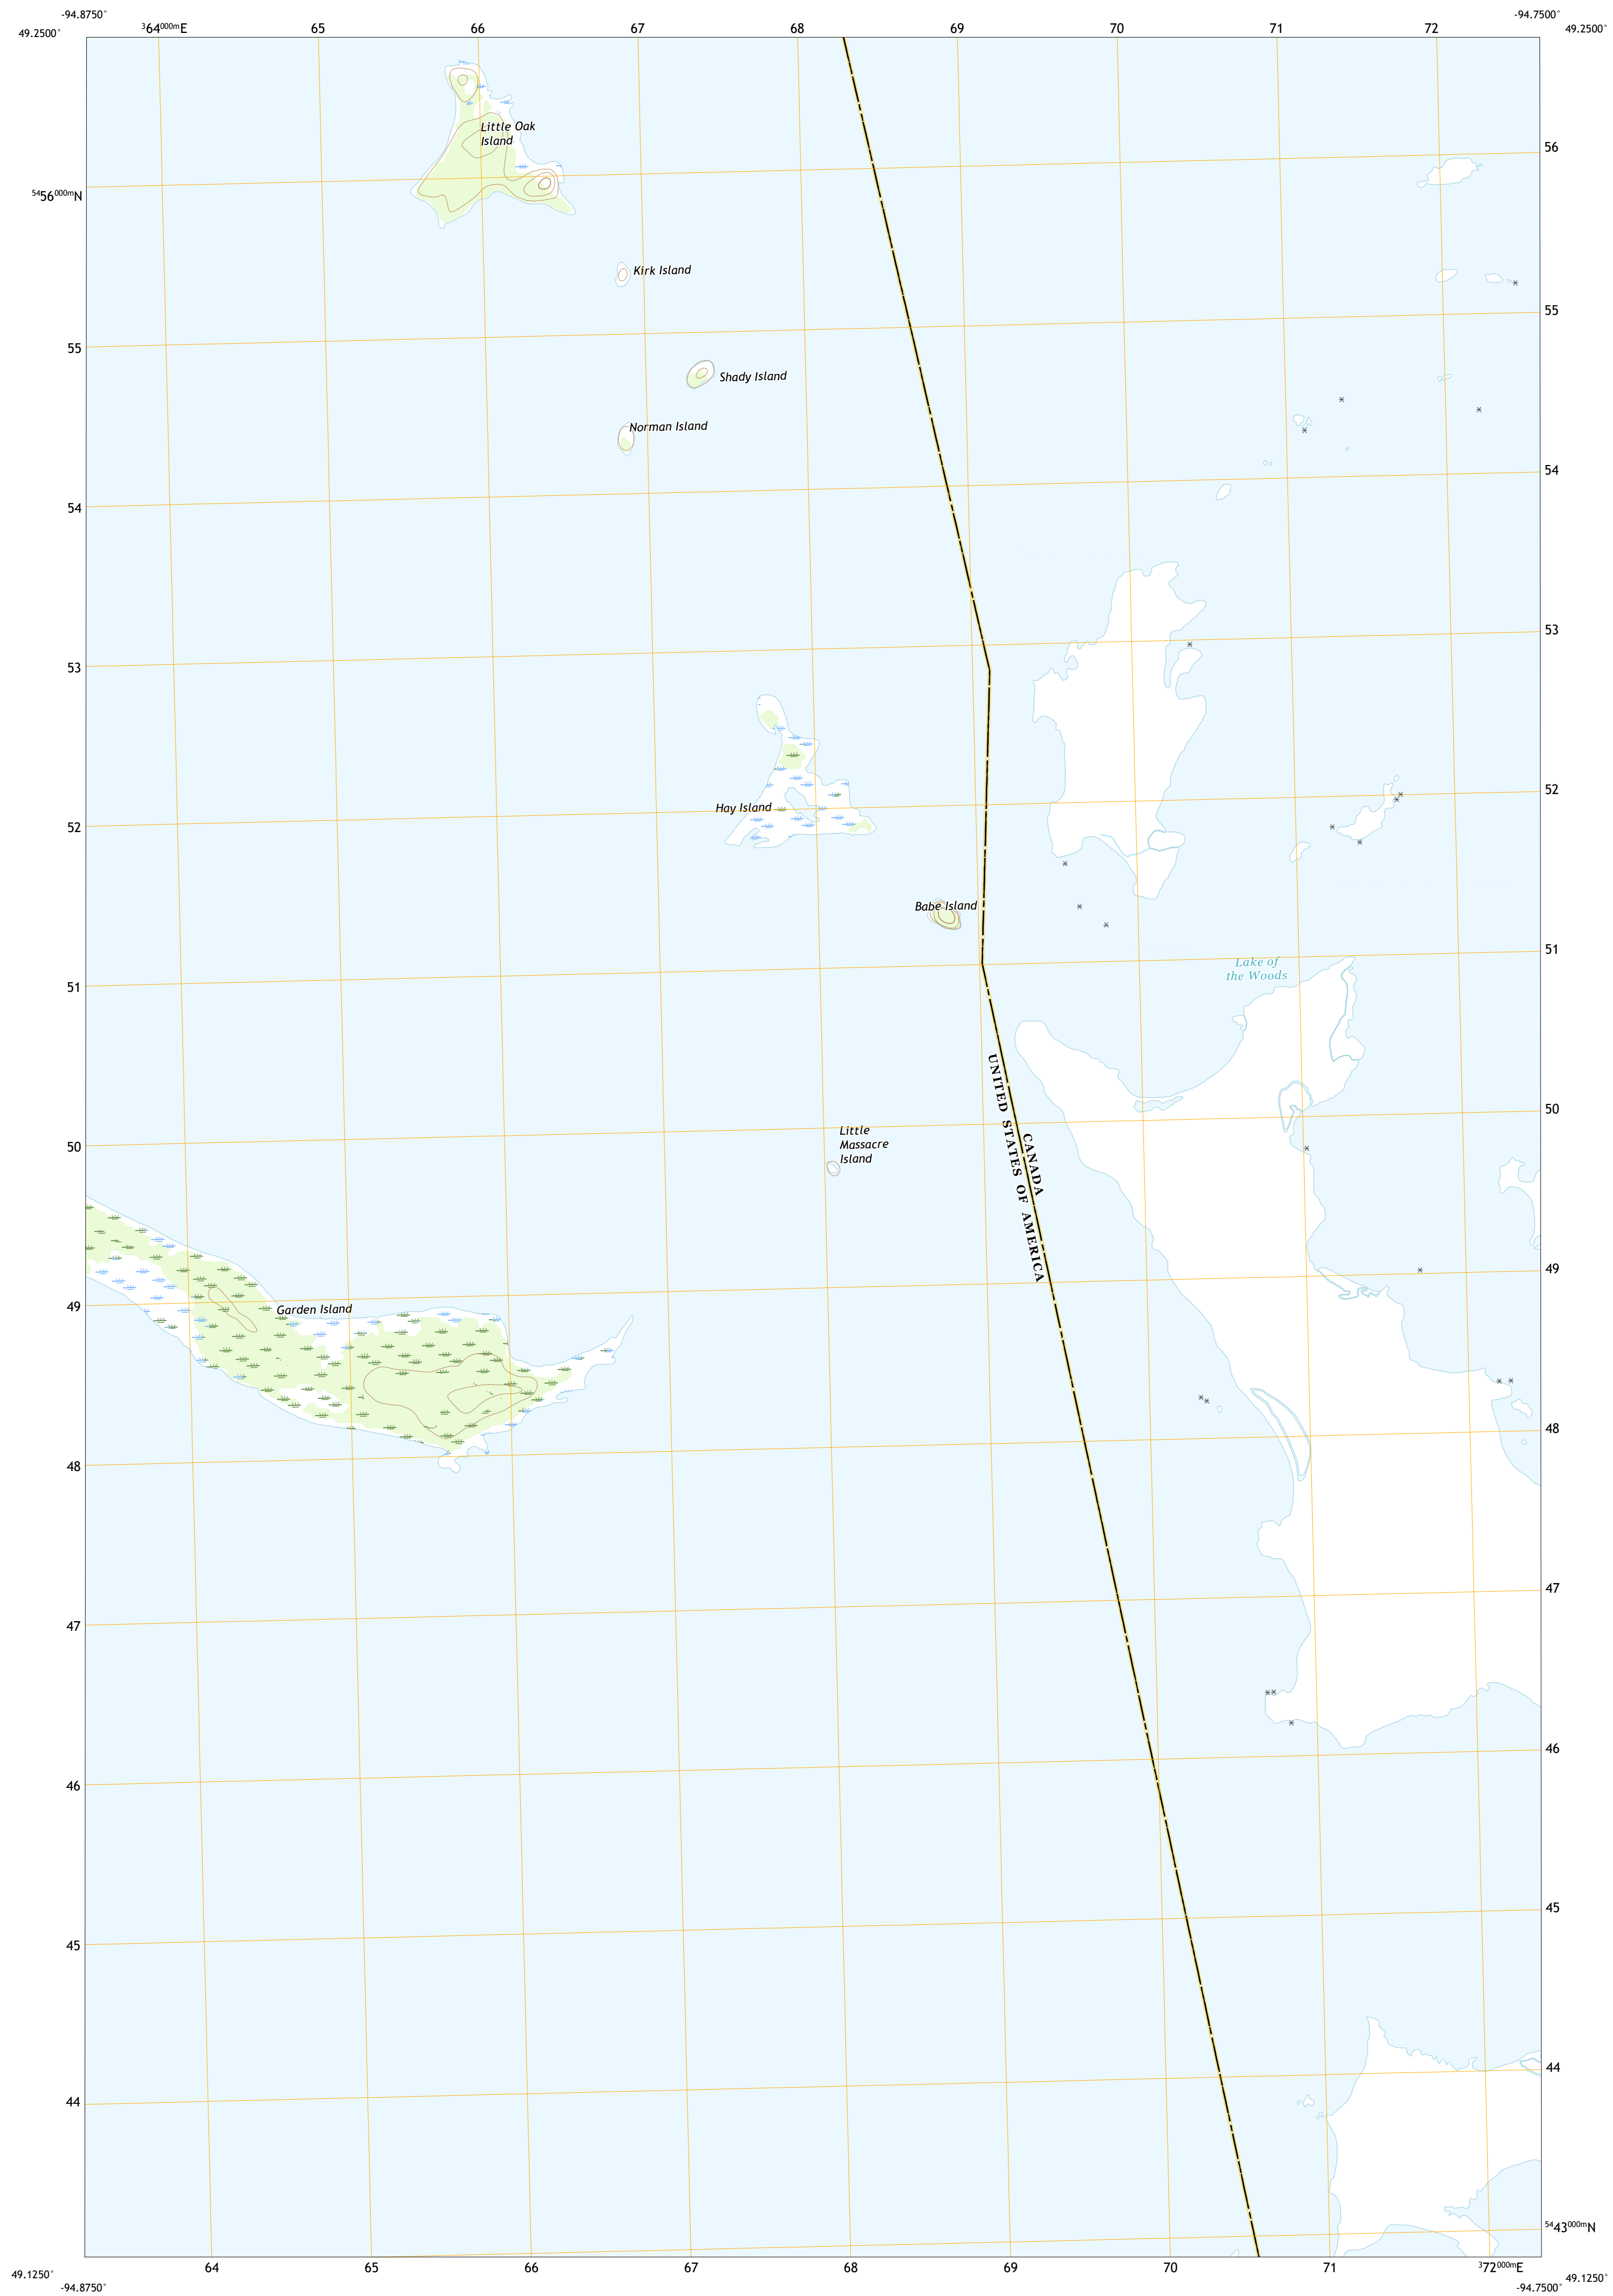 -94.8750° -94.7500°
49.2500° 364000mE 65 66 67 68 69 70 71 72 49.2500°
Little Oak
Island
56
5456000mN
Kirk Island
55
55
Shady Island
Norman Island
54
54
53
53
52
Hay Island
52
Babe Island
51
Lake of
the Woods
51
UNITED STATES OF AMERICA
CANADA
50
Little
Massacre
Island
50
49
49
Garden Island
48
48
47
47
46
46
45
45
44
44
5443000mN
49.1250° 64 65 66 67 68 69 70 71 372000mE 49.1250°
-94.8750° -94.7500°